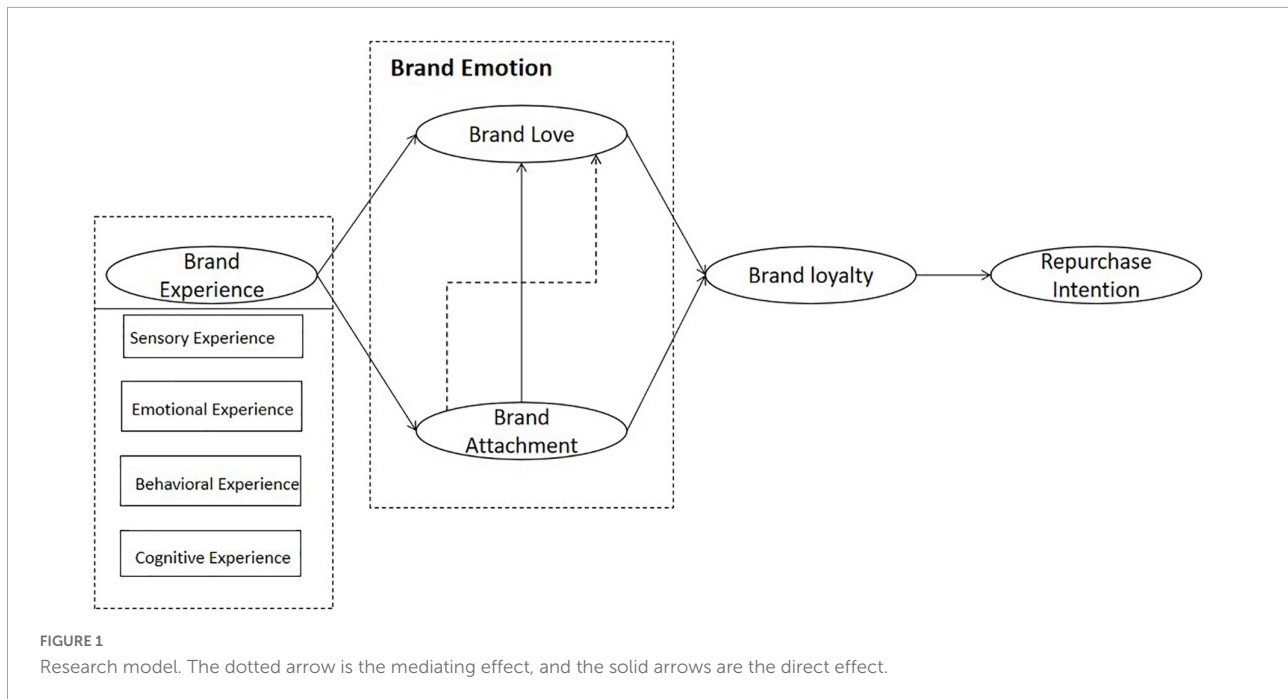 Brand Emotion
Brand Love
Brand
Experience
Sensory Experience
Emotional Experience
Behavioral Experience
Cognitive Experience
Brand
Attachment
Brand loyalty
Repurchase
Intention
FIGURE 1
Research model. The dotted arrow is the mediating effect, and the solid arrows are the direct effect.